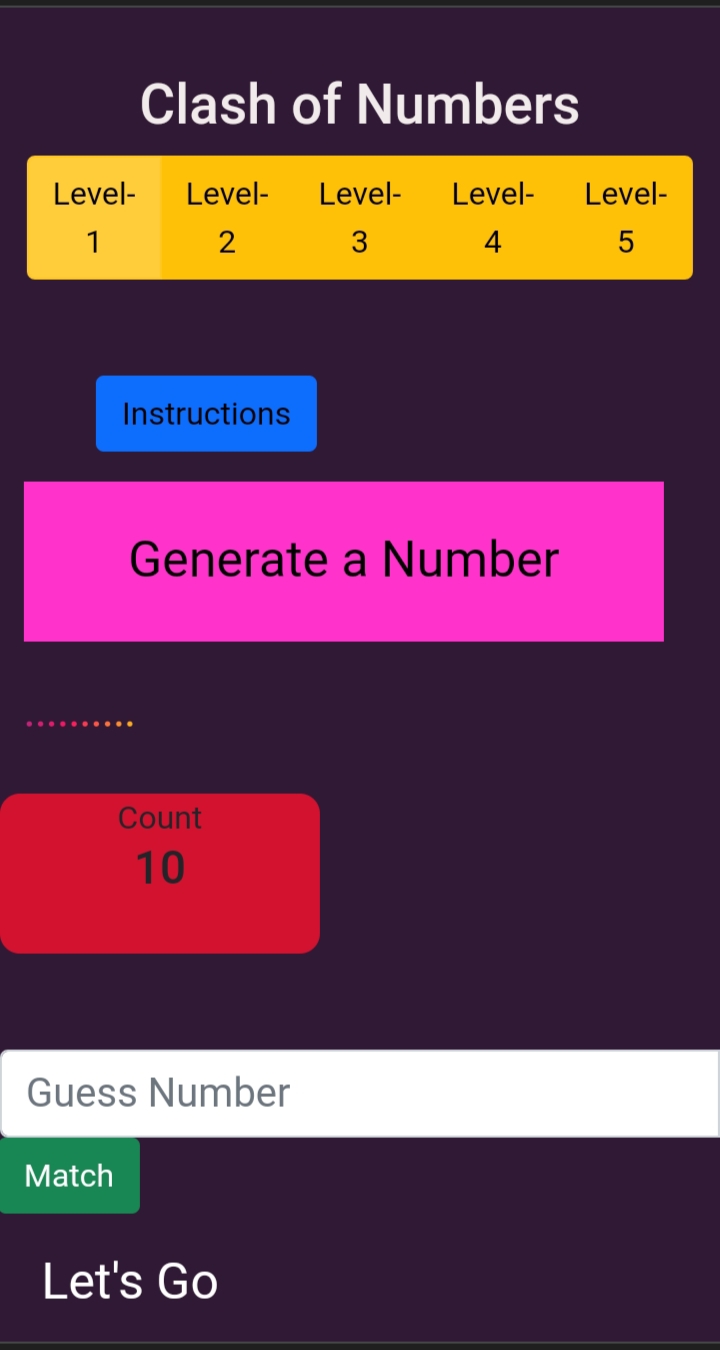 Clash of Numbers
Level- Level- Level- Level- Level-
1 2 3 4 5
Instructions
Generate a Number
Count
10
Guess Number
Match
Let's Go